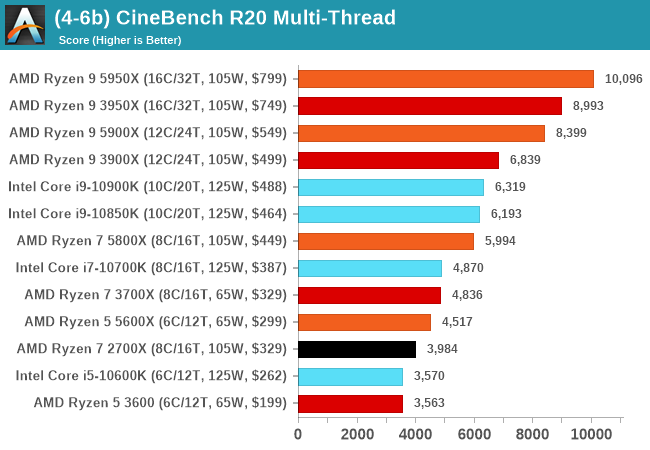 (4-6b) CineBench R20 Multi-Thread
Score (Higher is Better)
AMD Ryzen 9 5950X (16C/32T, 105W, $799) 10,096
AMD Ryzen 9 3950X (16C/32T, 105W, $749) 8,993
AMD Ryzen 9 5900X (12C/24T, 105W, $549) 8,399
AMD Ryzen 9 3900X (12C/24T, 105W, $499) 6,839
Intel Core i9-10900K (10C/20T, 125W, $488) 6,319
Intel Core i9-10850K (10C/20T, 125W, $464) 6,193
AMD Ryzen 7 5800X (8C/16T, 105W, $449) 5,994
Intel Core i7-10700K (8C/16T, 125W, $387) 4,870
AMD Ryzen 7 3700X (8C/16T, 65W, $329) 4,836
AMD Ryzen 5 5600X (6C/12T, 65W, $299) 4,517
AMD Ryzen 7 2700X (8C/16T, 105W, $329) 3,984
Intel Core i5-10600K (6C/12T, 125W, $262) 3,570
AMD Ryzen 5 3600 (6C/12T, 65W, $199) 3,563
0 2000 4000 6000 8000 10000